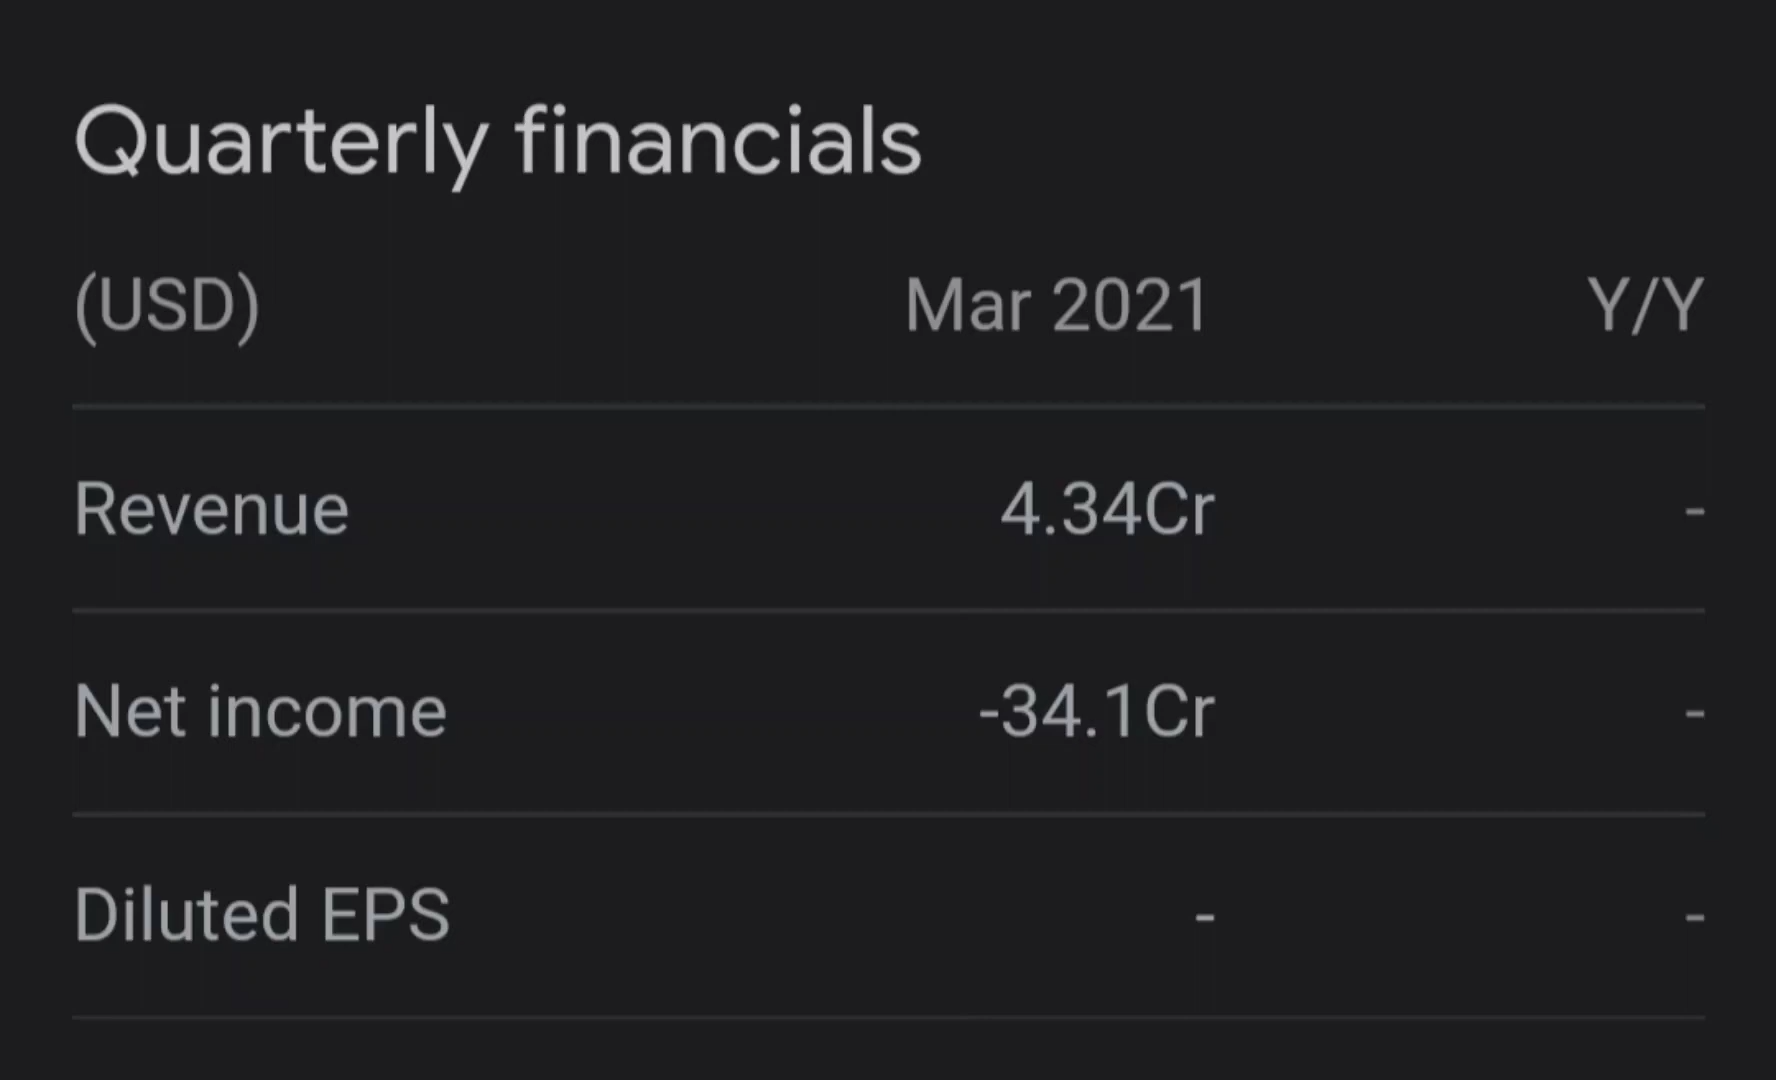 Quarterly financials
(USD) Mar 2021 Y/Y
Revenue 4.34Cr -
Net income -34.1Cr -
Diluted EPS - -